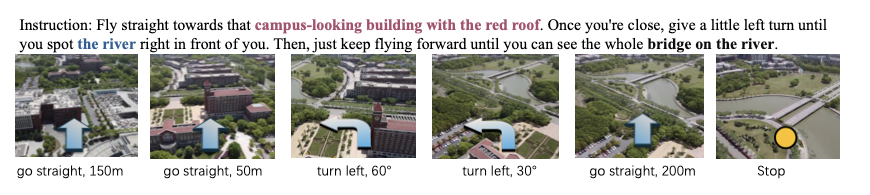 Instruction: Fly straight towards that campus-looking building with the red roof. Once you're close, give a little left turn until
you spot the river right in front of you. Then, just keep flying forward until you can see the whole bridge on the river.
go straight, 150m
go straight, 50m
turn left, 60°
turn left, 30°
go straight, 200m
Stop